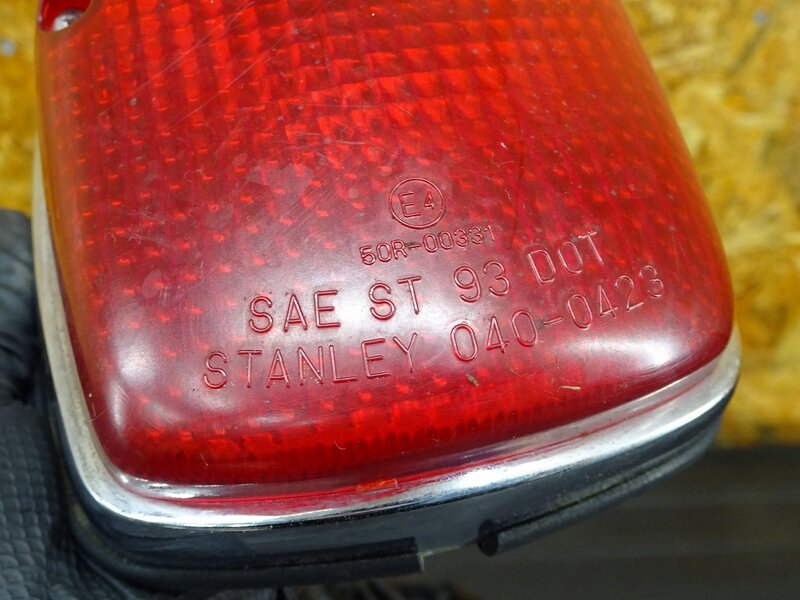 E4
50R-00331
SAE ST 93 DOT
STANLEY 040-0423